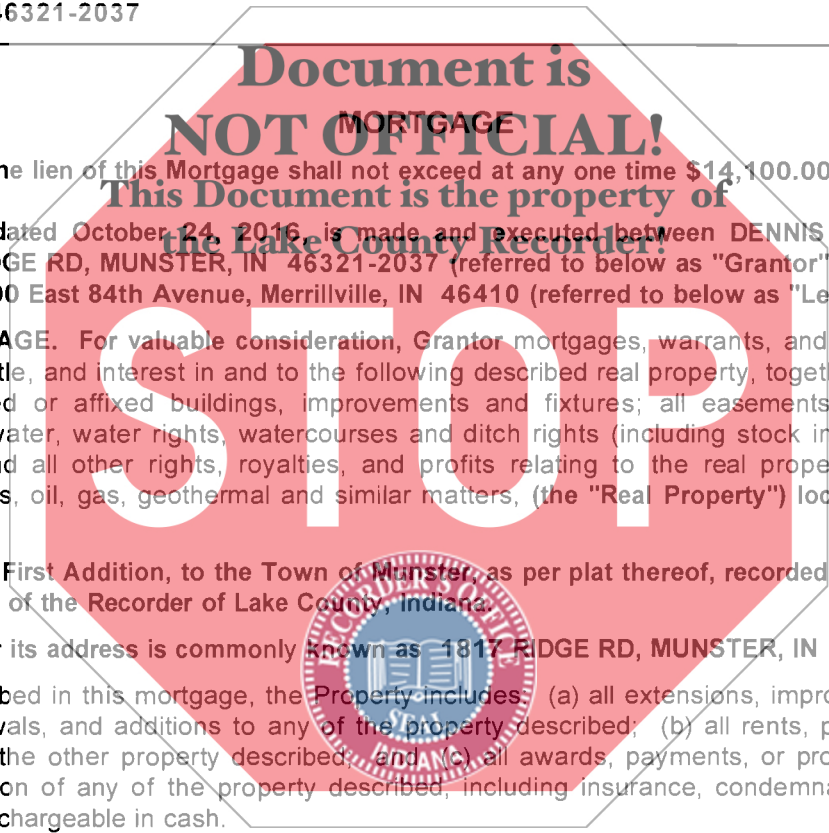 46321-2037
Document is
NOT OFFICIAL!
MORTGAGE
he lien of this Mortgage shall not exceed at any one time $14,100.00
This Document is the property of
dated October 24, 2016, is made and executed between DENNIS
the Lake County Recorder!
GE RD, MUNSTER, IN 46321-2037 (referred to below as "Grantor"
00 East 84th Avenue, Merrillville, IN 46410 (referred to below as "Le
AGE. For valuable consideration, Grantor mortgages, warrants, and
tle, and interest in and to the following described real property, togeth
ed or affixed buildings, improvements and fixtures; all easements
water, water rights, watercourses and ditch rights (including stock in
nd all other rights, royalties, and profits relating to the real prope
s, oil, gas, geothermal and similar matters, (the "Real Property") loc
STOP
First Addition, to the Town of Munster, as per plat thereof, recorded
of the Recorder of Lake County, Indiana.
r its address is commonly known as 1817 RIDGE RD, MUNSTER, IN
bed in this mortgage, the Property includes: (a) all extensions, impro
vals, and additions to any of the property described; (b) all rents, p
the other property described; and (c) all awards, payments, or pro
on of any of the property described, including insurance, condemna
chargeable in cash.
RECORDER'S OFFICE
SEAL
INDIANA